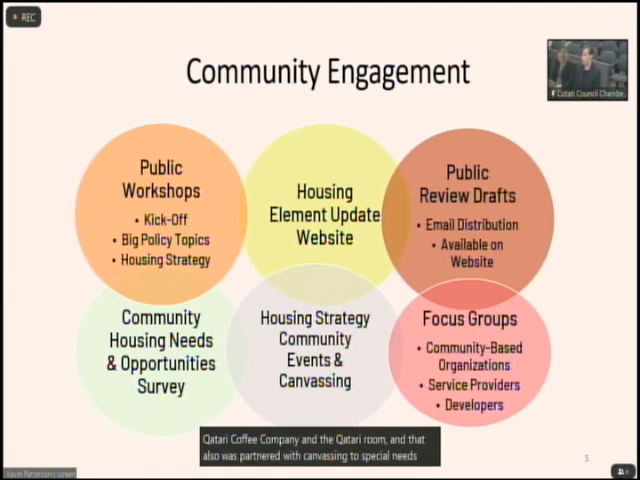 REC
Community Engagement
Cotati Council Chambe...
Public
Workshops
• Kick-Off
• Big Policy Topics
• Housing Strategy
Housing
Element Update
Website
Public
Review Drafts
• Email Distribution
• Available on
Website
Community
Housing Needs
& Opportunities
Survey
Housing Strategy
Community
Events &
Canvassing
Focus Groups
• Community-Based
Organizations
• Service Providers
• Developers
Qatari Coffee Company and the Qatari room, and that
also was partnered with canvassing to special needs
5
screen